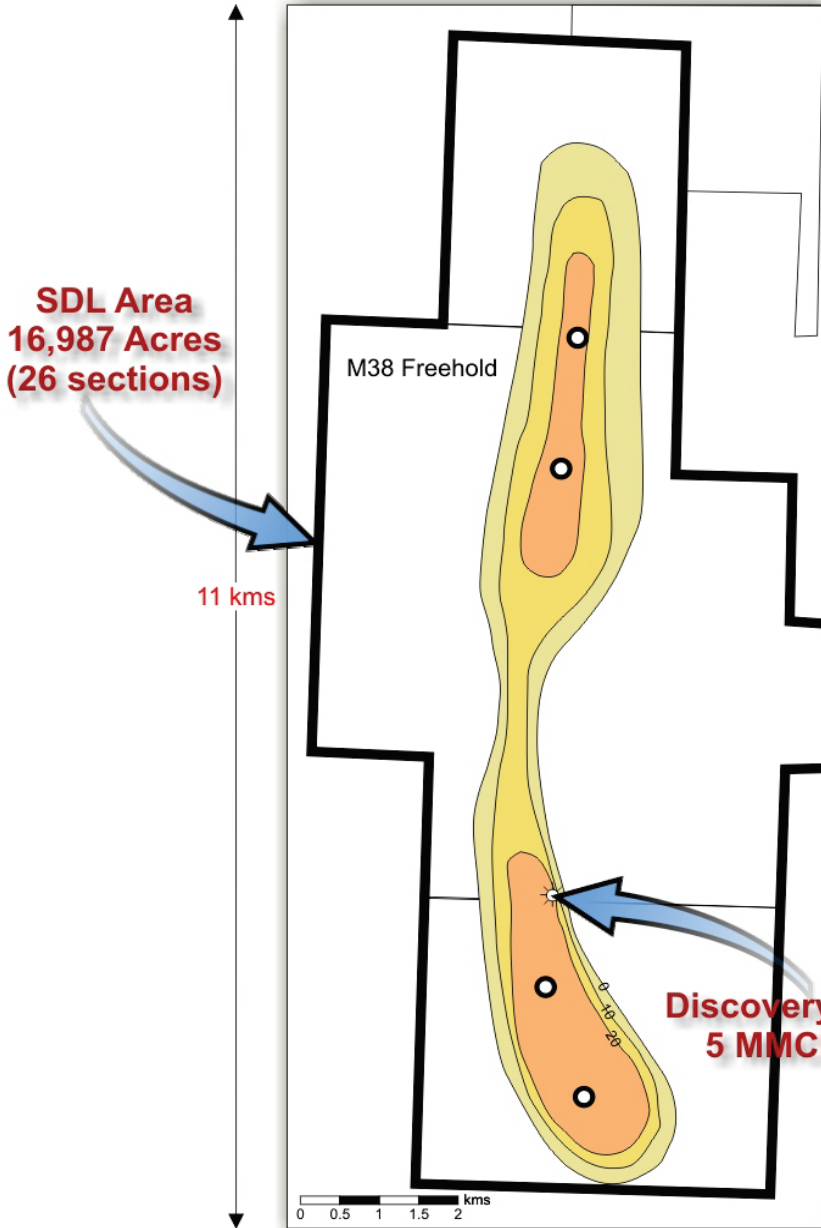 SDL Area
16,987 Acres
(26 sections)
M38 Freehold
11 kms
0
10
20
Discovery
5 MMC
kms
0 0.5 1 1.5 2